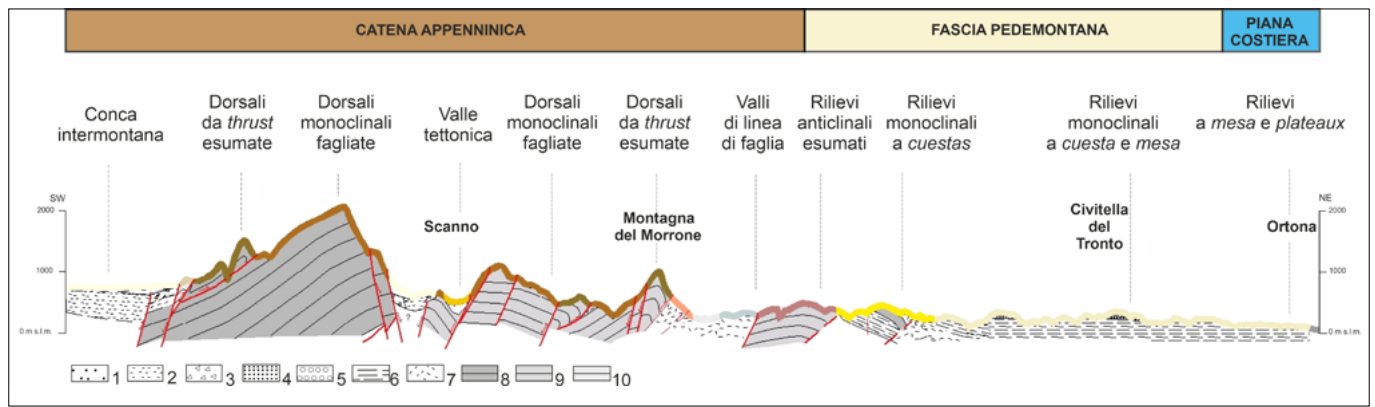 CATENA APPENNINICA
FASCIA PEDEMONTANA
PIANA
COSTIERA
Conca
intermontana
Dorsali
da thrust
esumate
Dorsali
monoclinali
fagliate
Valle
tettonica
Dorsali
monoclinali
fagliate
Dorsali
da thrust
esumate
Valli
di linea
di faglia
Rilievi
anticlinali
esumati
Rilievi
monoclinali
a cuestas
Rilievi
monoclinali
a cuesta e mesa
Rilievi
a mesa e plateaux
SW
2000
1000
0 m s.l.m.
Scanno
Montagna
del Morrone
Civitella
del
Tronto
Ortona
NE
2000
1000
0 m s.l.m.
?
1 2 3 4 5 6 7 8 9 10